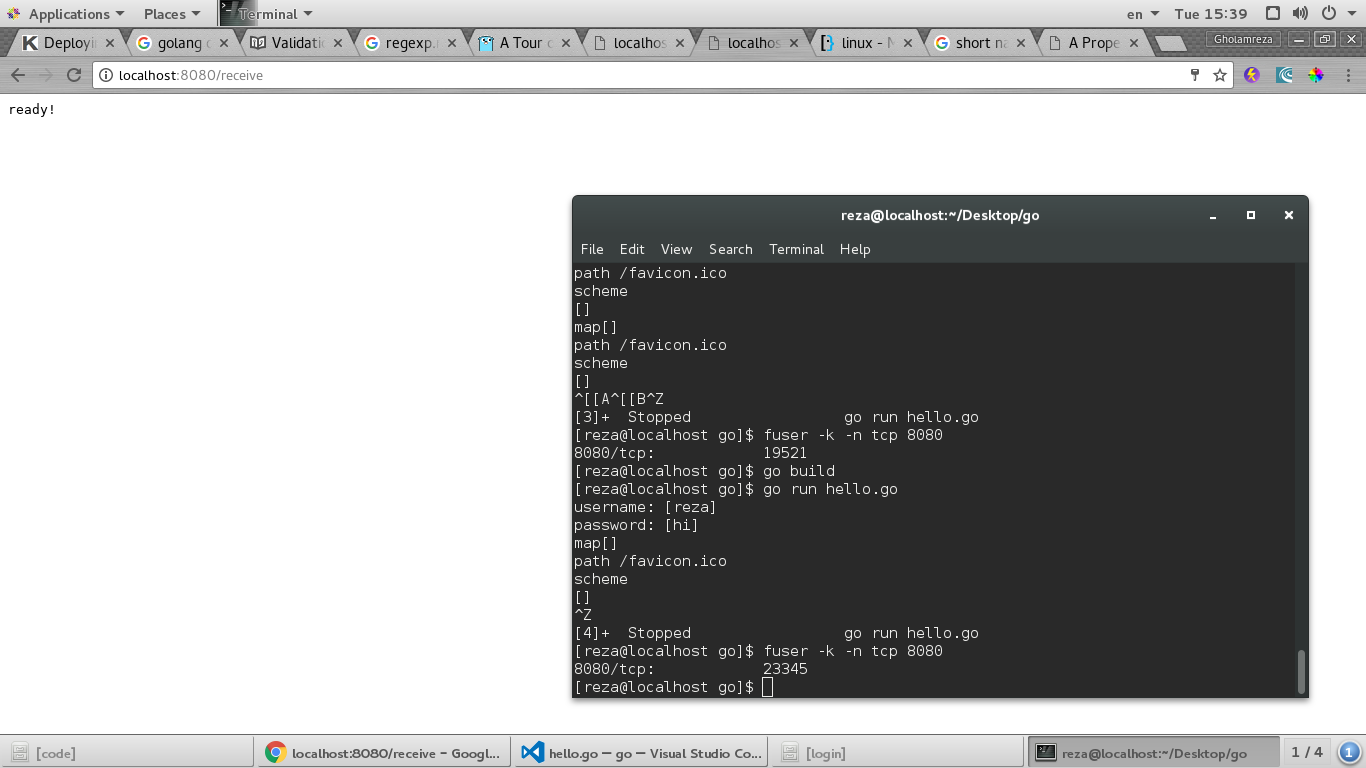 Applications Places Terminal en Tue 15:39
Deployin golang c Validatio regexp.m A Tour o localhos localhos linux - M short na A Prope Gholamreza
localhost:8080/receive
ready!
reza@localhost:~/Desktop/go
File Edit View Search Terminal Help
path /favicon.ico
scheme
[]
map[]
path /favicon.ico
scheme
[]
^[[A^[[B^Z
[3]+  Stopped                 go run hello.go
[reza@localhost go]$ fuser -k -n tcp 8080
8080/tcp:            19521
[reza@localhost go]$ go build
[reza@localhost go]$ go run hello.go
username: [reza]
password: [hi]
map[]
path /favicon.ico
scheme
[]
^Z
[4]+  Stopped                 go run hello.go
[reza@localhost go]$ fuser -k -n tcp 8080
8080/tcp:            23345
[reza@localhost go]$
[code] localhost:8080/receive – Googl... hello.go — go — Visual Studio Co... [login] reza@localhost:~/Desktop/go 1 / 4 1